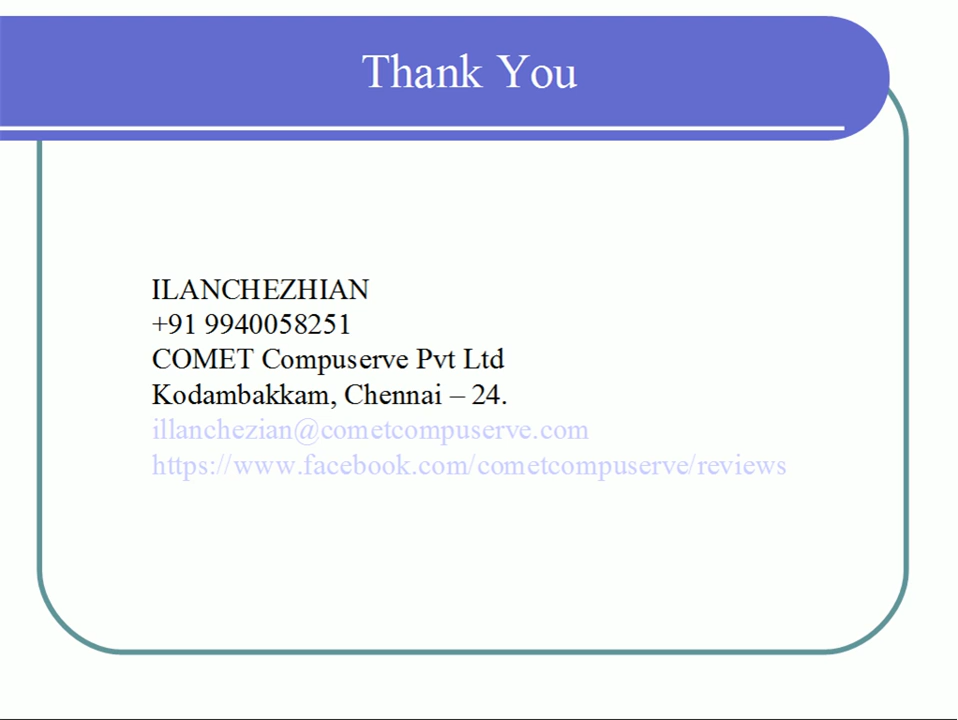 Thank You
ILANCHEZHIAN
+91 9940058251
COMET Compuserve Pvt Ltd
Kodambakkam, Chennai – 24.
illanchezian@cometcompuserve.com
https://www.facebook.com/cometcompuserve/reviews